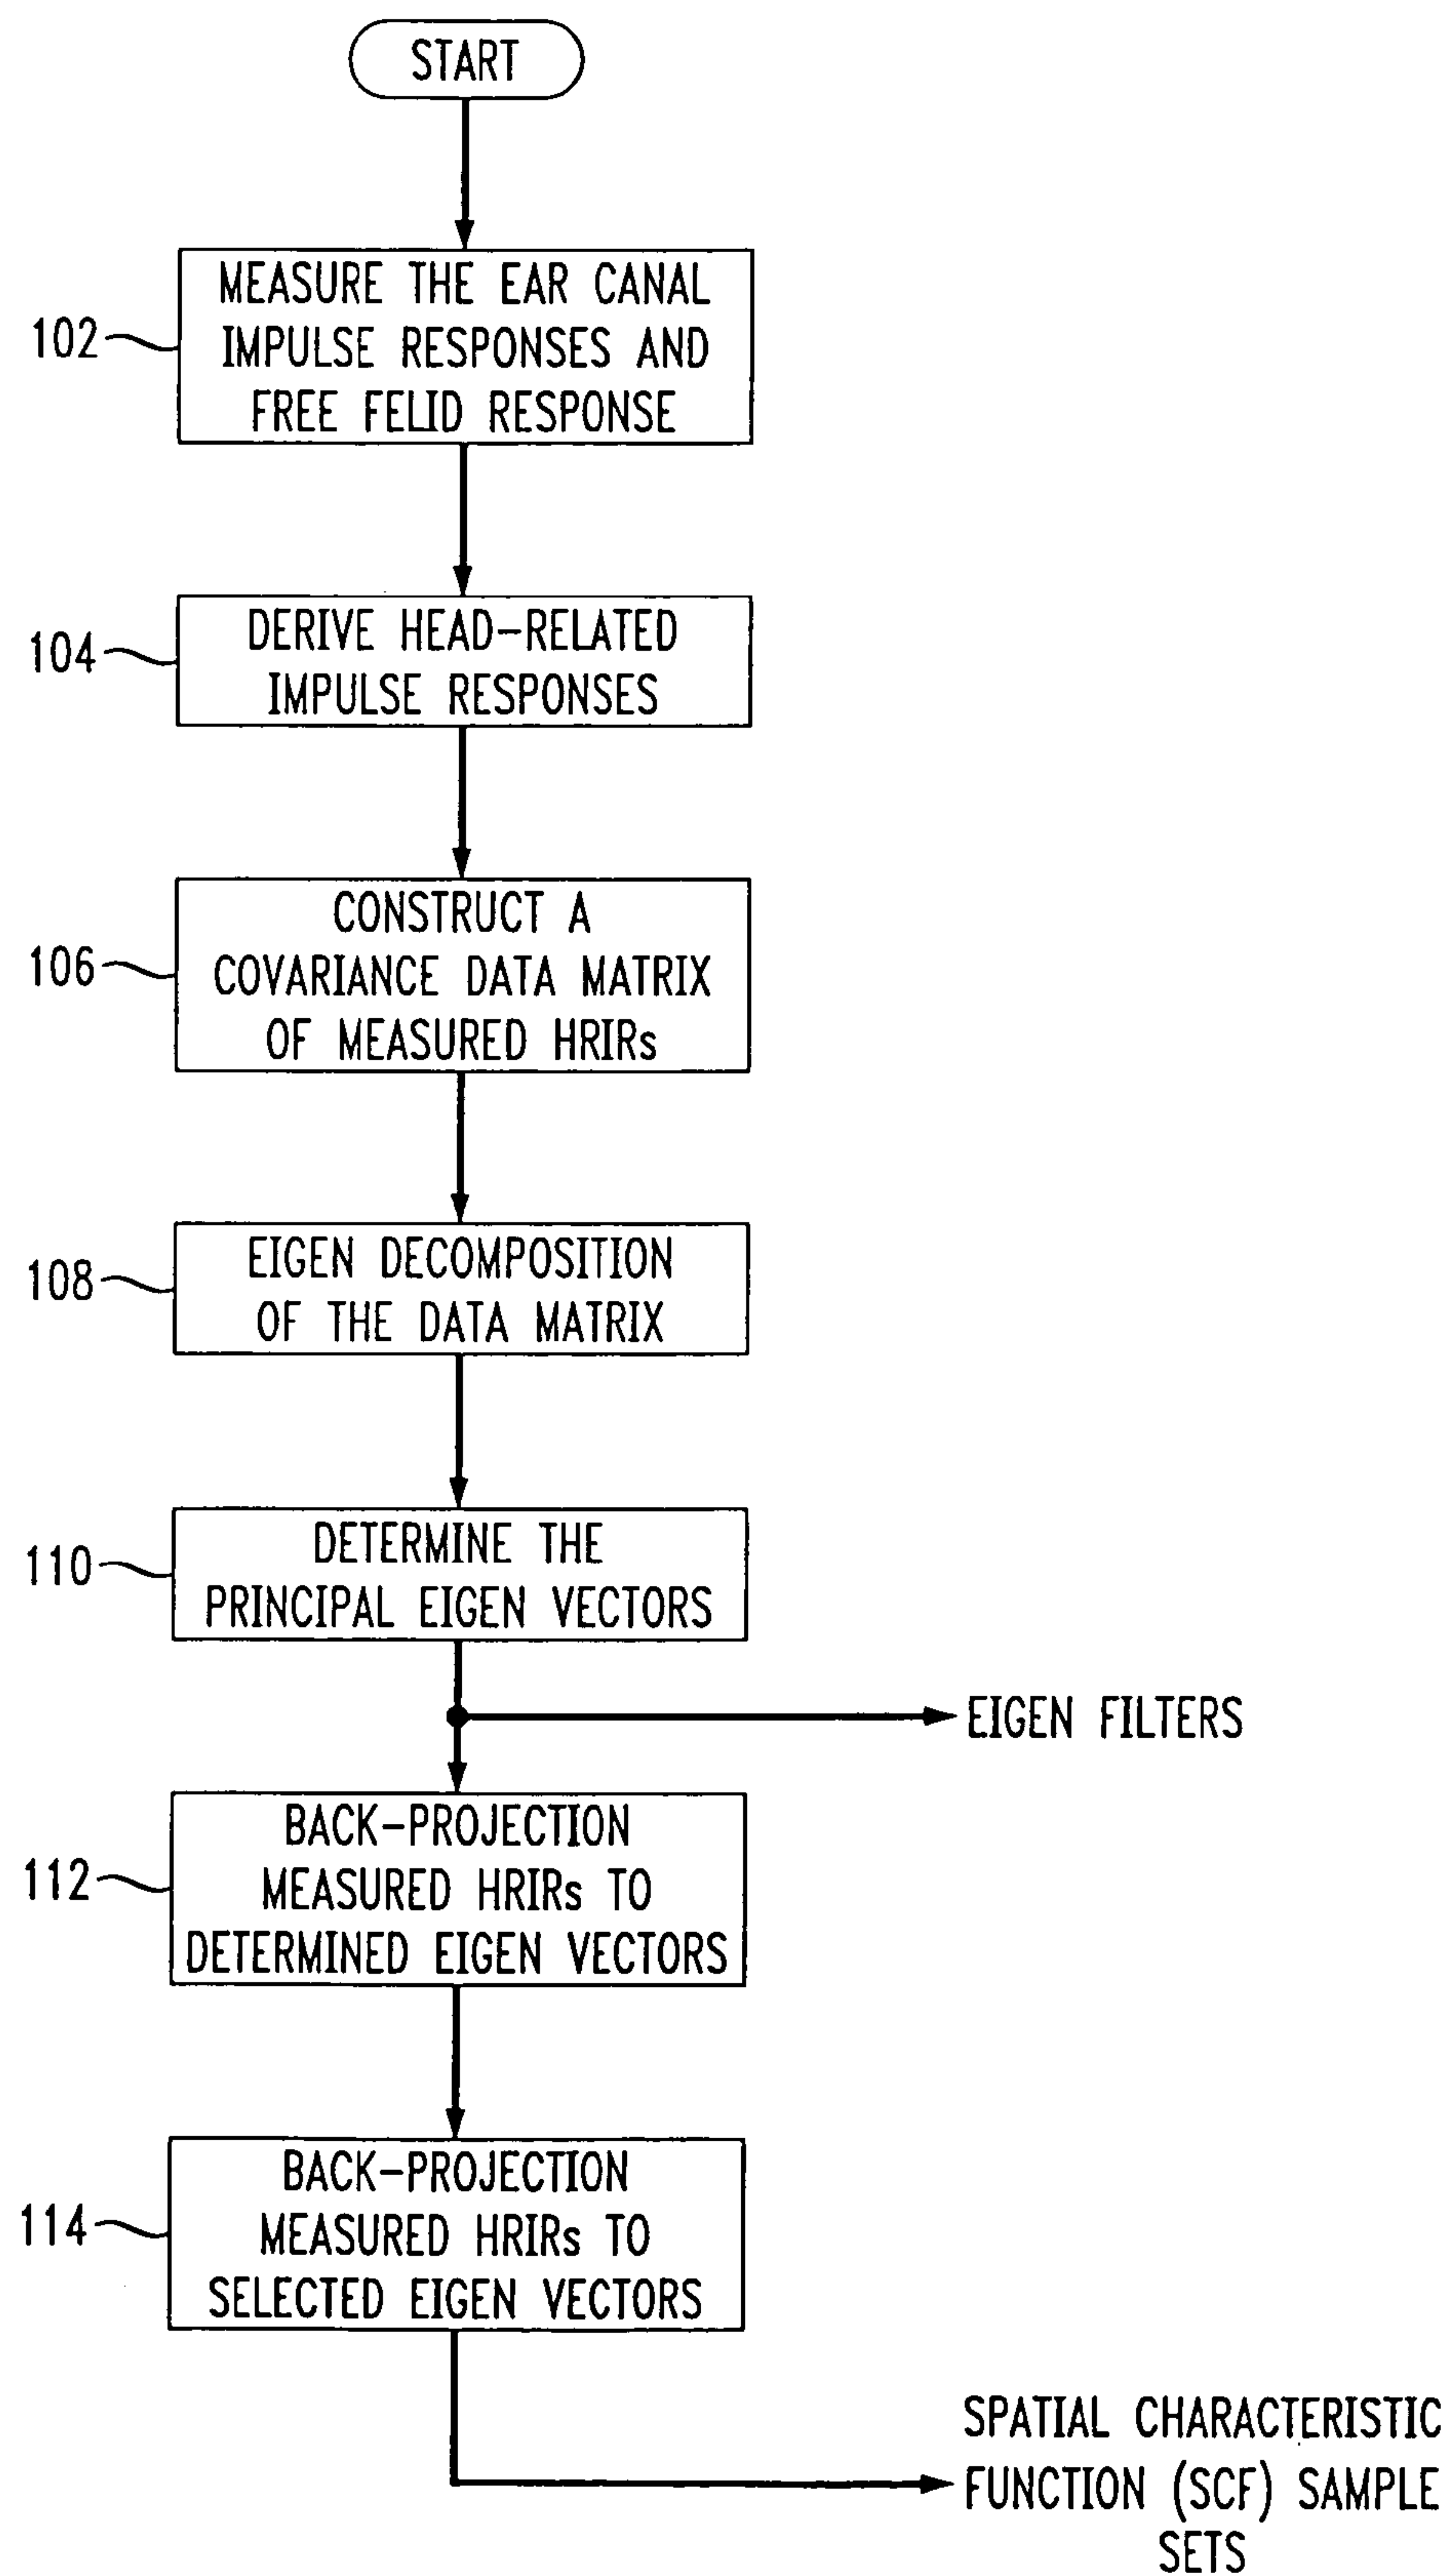 START
102
MEASURE THE EAR CANAL
IMPULSE RESPONSES AND
FREE FELID RESPONSE
104
DERIVE HEAD-RELATED
IMPULSE RESPONSES
106
CONSTRUCT A
COVARIANCE DATA MATRIX
OF MEASURED HRIRs
108
EIGEN DECOMPOSITION
OF THE DATA MATRIX
110
DETERMINE THE
PRINCIPAL EIGEN VECTORS
EIGEN FILTERS
112
BACK-PROJECTION
MEASURED HRIRs TO
DETERMINED EIGEN VECTORS
114
BACK-PROJECTION
MEASURED HRIRs TO
SELECTED EIGEN VECTORS
SPATIAL CHARACTERISTIC
FUNCTION (SCF) SAMPLE
SETS